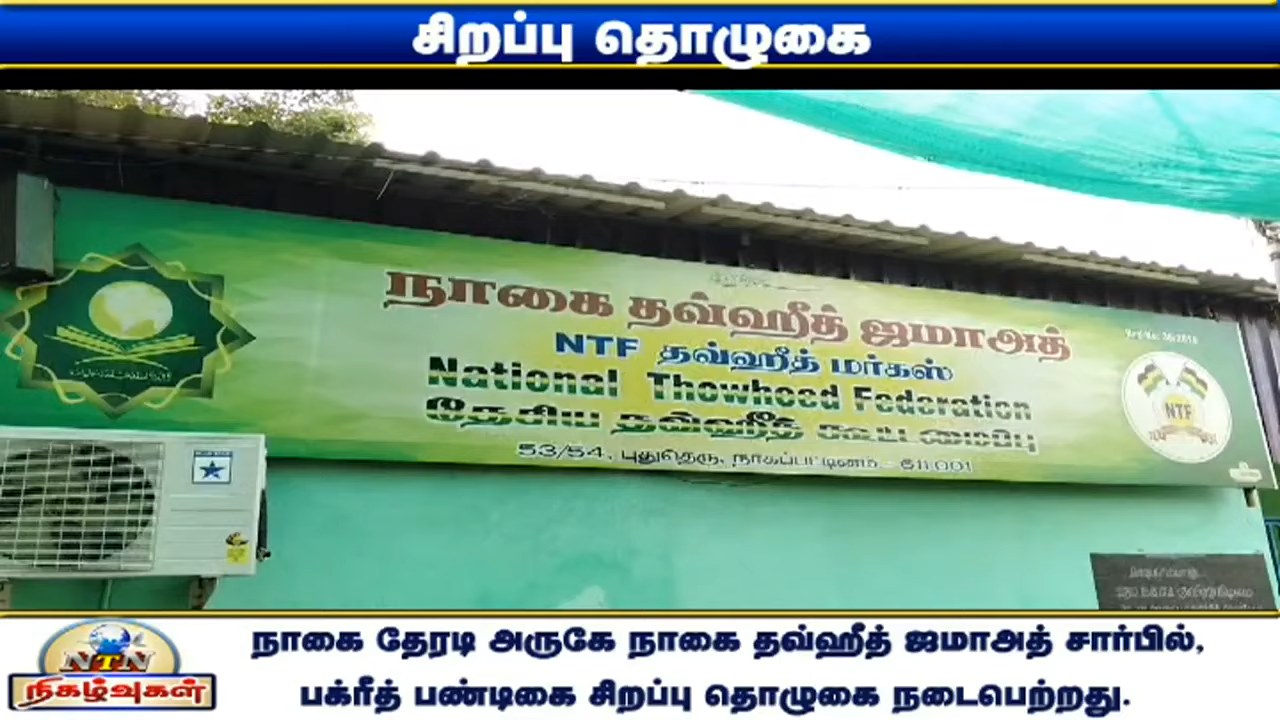 சிறப்பு தொழுகை
நாகை தவ்ஹீத் ஜமாஅத்
NTF தவ்ஹீத் மர்கஸ்
National Thowheed Federation
தேசிய தவ்ஹீத் கூட்டமைப்பு
53/54, புதுதெரு, நாகப்பட்டினம் - 611 001
NTF
NTN
நிகழ்வுகள்
நாகை தேரடி அருகே நாகை தவ்ஹீத் ஜமாஅத் சார்பில்,
பக்ரீத் பண்டிகை சிறப்பு தொழுகை நடைபெற்றது.